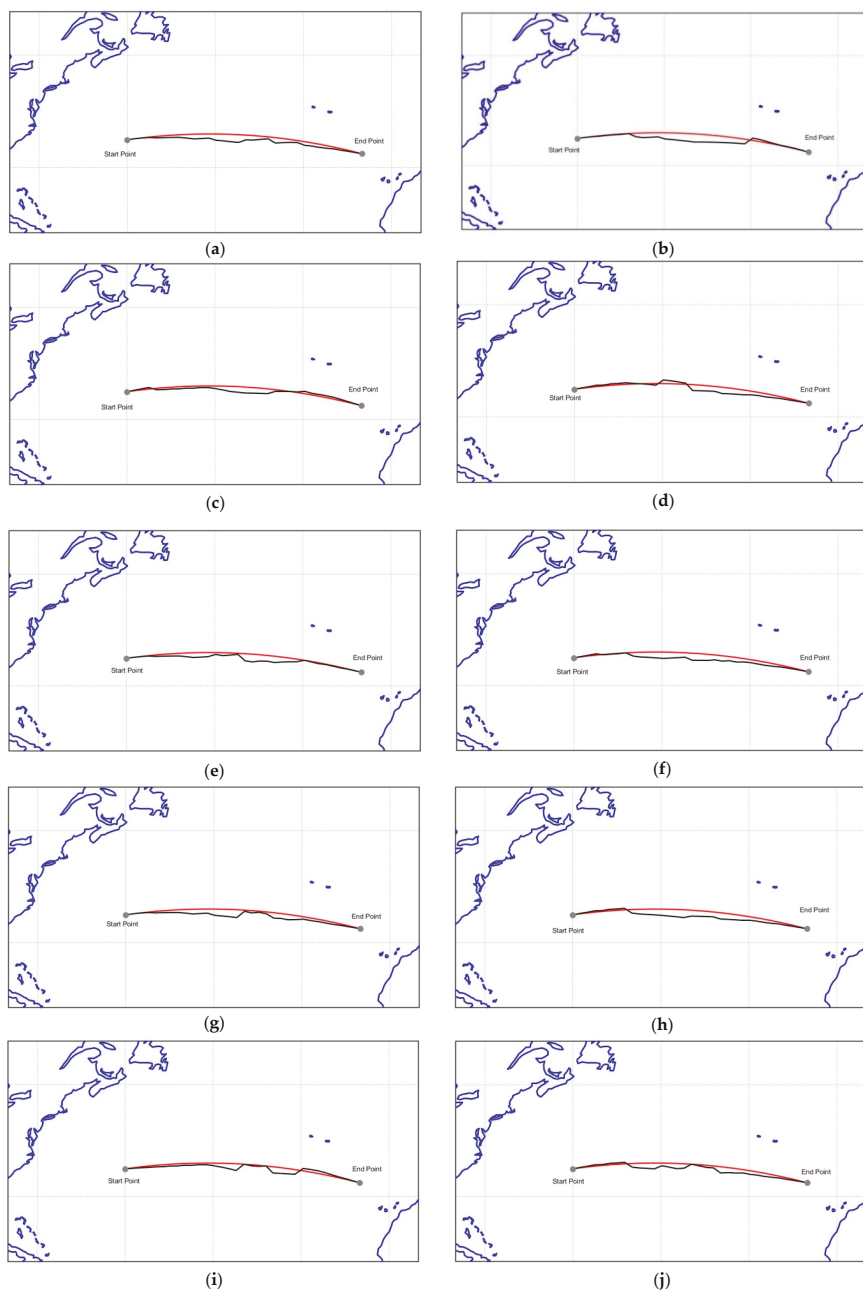 End Point
Start Point
(a)
End Point
Start Point
(b)
End Point
Start Point
(c)
End Point
Start Point
(d)
End Point
Start Point
(e)
End Point
Start Point
(f)
End Point
Start Point
(g)
End Point
Start Point
(h)
End Point
Start Point
(i)
End Point
Start Point
(j)